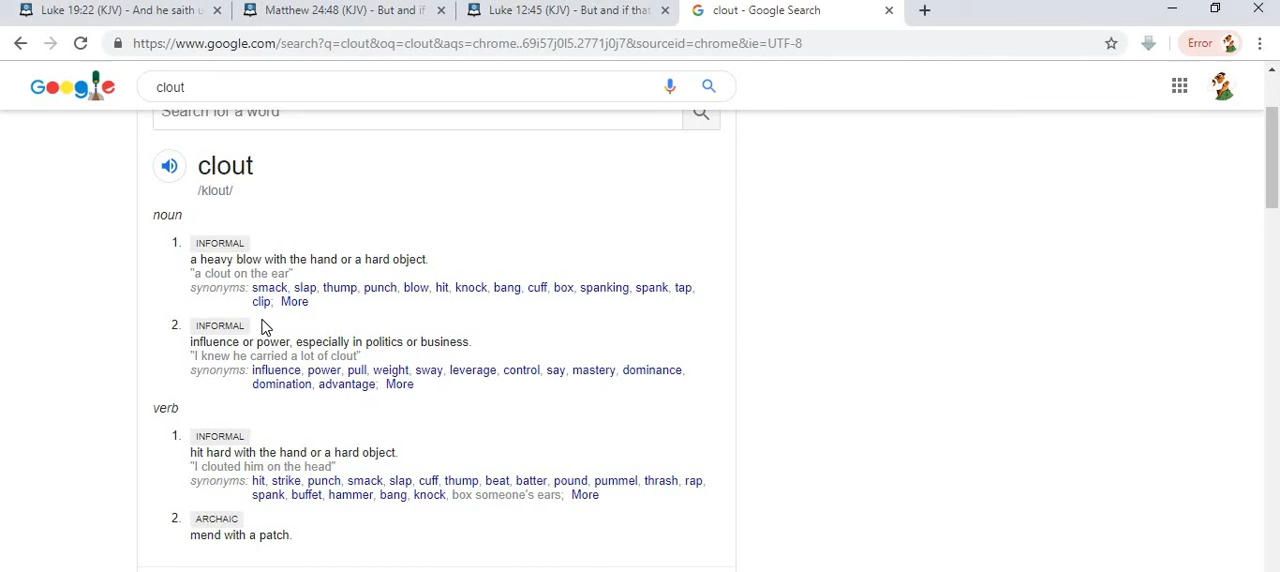 Luke 19:22 (KJV) - And he saith u
Matthew 24:48 (KJV) - But and if
Luke 12:45 (KJV) - But and if that
clout - Google Search
https://www.google.com/search?q=clout&oq=clout&aqs=chrome..69i57j0l5.2771j0j7&sourceid=chrome&ie=UTF-8
Error
Google
clout
Search for a word
clout
/klout/
noun
1. INFORMAL
a heavy blow with the hand or a hard object.
"a clout on the ear"
synonyms: smack, slap, thump, punch, blow, hit, knock, bang, cuff, box, spanking, spank, tap,
clip; More
2. INFORMAL
influence or power, especially in politics or business.
"I knew he carried a lot of clout"
synonyms: influence, power, pull, weight, sway, leverage, control, say, mastery, dominance,
domination, advantage; More
verb
1. INFORMAL
hit hard with the hand or a hard object.
"I clouted him on the head"
synonyms: hit, strike, punch, smack, slap, cuff, thump, beat, batter, pound, pummel, thrash, rap,
spank, buffet, hammer, bang, knock, box someone's ears; More
2. ARCHAIC
mend with a patch.